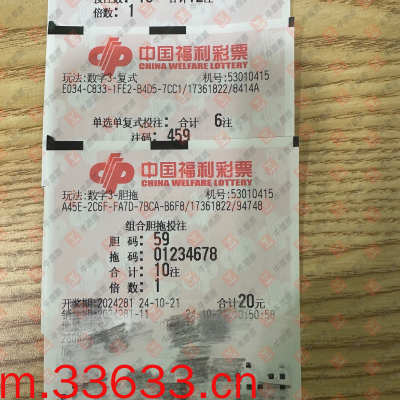 倍数：1
中国福利彩票
CHINA WELFARE LOTTERY
玩法：数字3-复式 机号：53010415
E034-C833-1FE2-B4D5-7CC1/17361822/8414A
单选单复式投注： 6注
注码：459
中国福利彩票
CHINA WELFARE LOTTERY
玩法：数字3-胆拖 机号：53010415
A45E-2C6F-FA7D-7BCA-B6F8/17361822/94748
组合胆拖投注
胆 码：59
拖 码：01234678
合 计：10注
倍 数：1
开奖期：2024281 24-10-21 合计20元
m.33633.cn